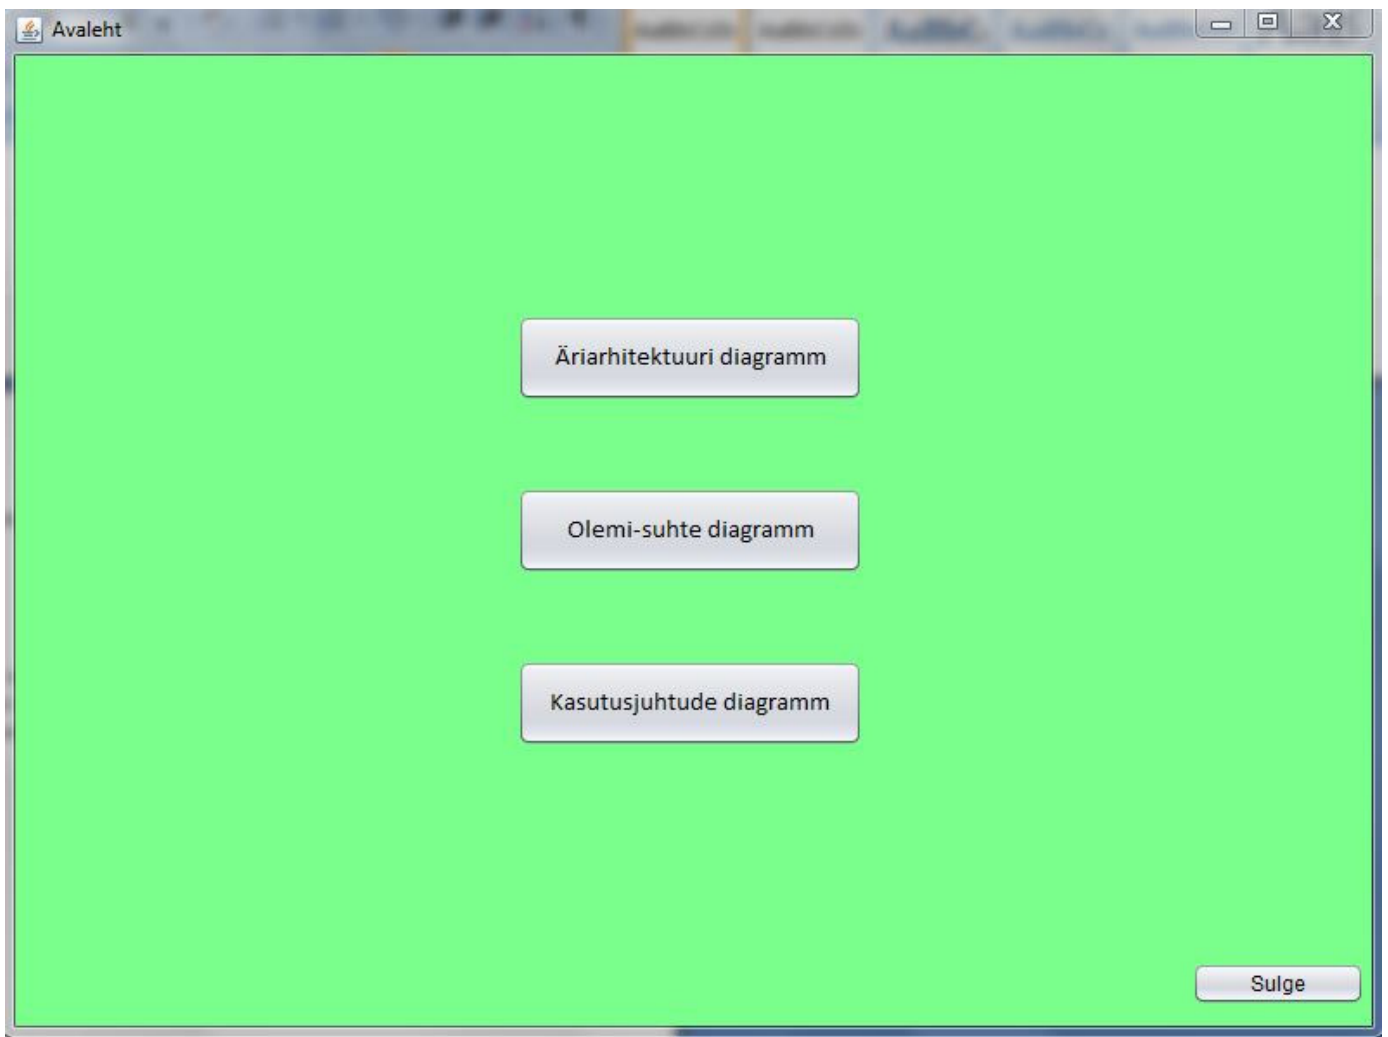 Avaleht
Äriarhitektuuri diagramm
Olemi-suhte diagramm
Kasutusjuhtude diagramm
Sulge